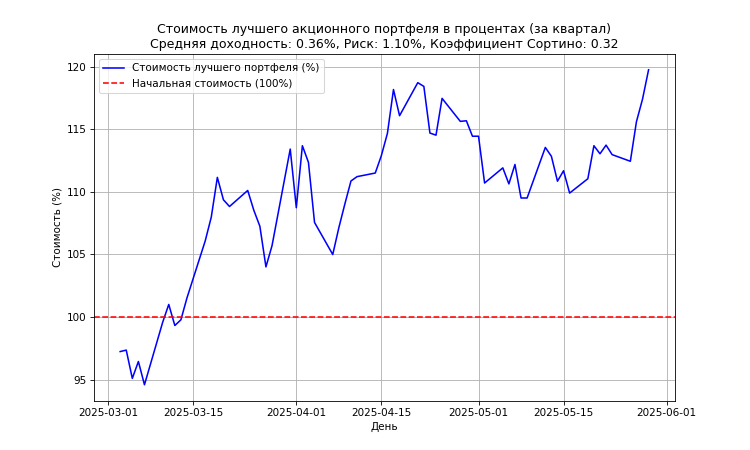 Стоимость лучшего акционного портфеля в процентах (за квартал)
Средняя доходность: 0.36%, Риск: 1.10%, Коэффициент Сортино: 0.32
Стоимость лучшего портфеля (%)
Начальная стоимость (100%)
Стоимость (%)
120
115
110
105
100
95
2025-03-01 2025-03-15 2025-04-01 2025-04-15 2025-05-01 2025-05-15 2025-06-01
День